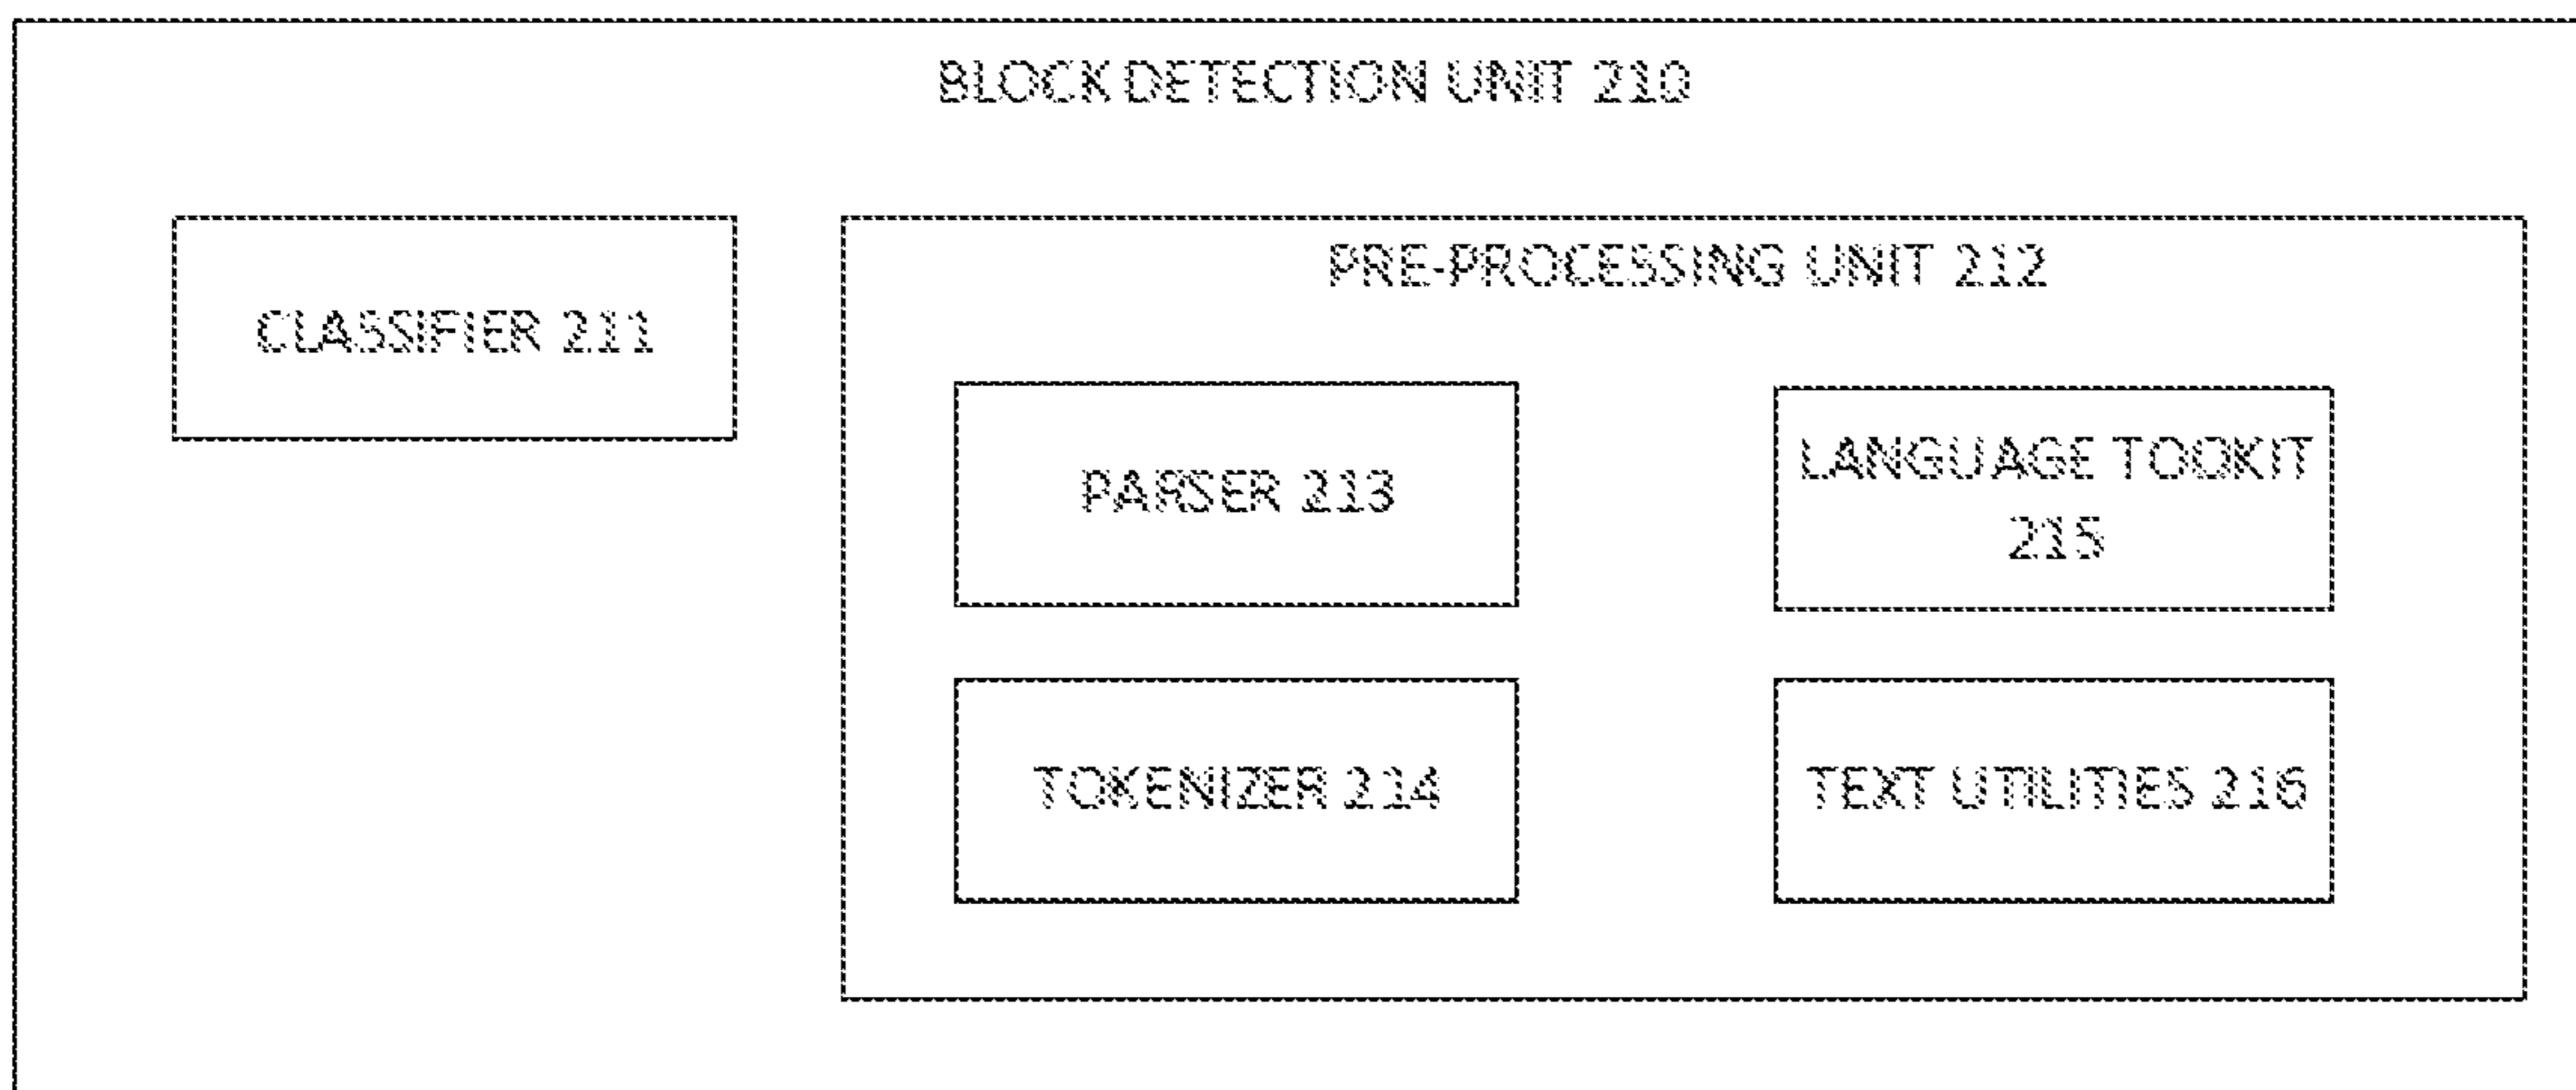 BLOCK DETECTION UNIT 210
CLASSIFIER 211
PRE-PROCESSING UNIT 212
PARSER 213
LANGUAGE TOOKIT
215
TOKENIZER 214
TEXT UTILITIES 216